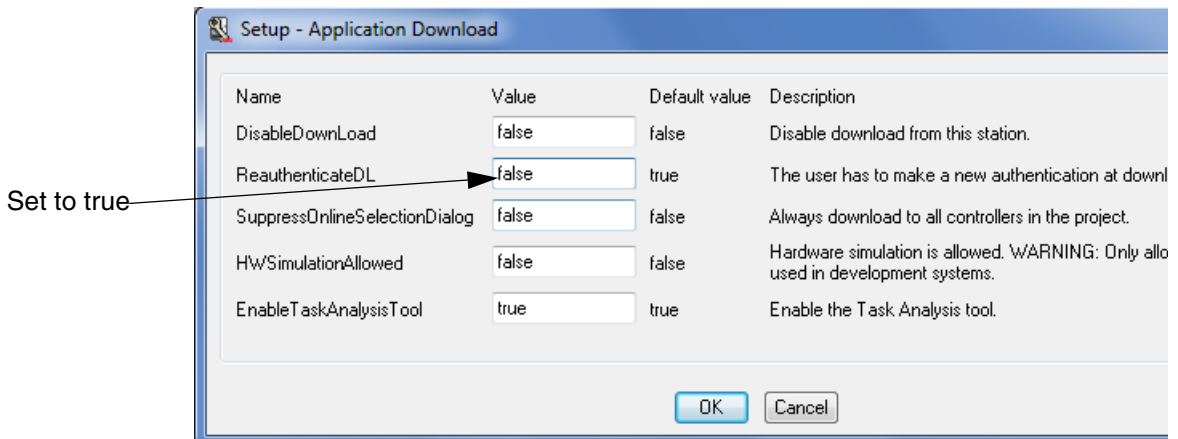 Setup - Application Download
Name Value Default value Description
DisableDownLoad false false Disable download from this station.
ReauthenticateDL false true The user has to make a new authentication at downl
Set to true
SuppressOnlineSelectionDialog false false Always download to all controllers in the project.
HWSimulationAllowed false false Hardware simulation is allowed. WARNING: Only allo
used in development systems.
EnableTaskAnalysisTool true true Enable the Task Analysis tool.
OK Cancel